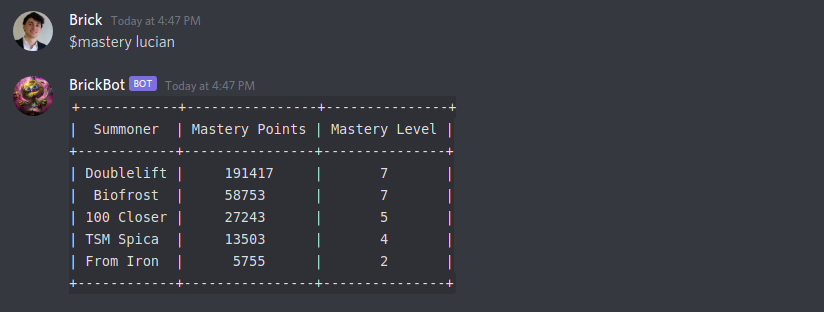 Brick Today at 4:47 PM
$mastery lucian
BrickBot BOT Today at 4:47 PM
+------------+----------------+---------------+
|  Summoner  | Mastery Points | Mastery Level |
+------------+----------------+---------------+
| Doublelift |     191417     |       7       |
|  Biofrost  |     58753      |       7       |
| 100 Closer |     27243      |       5       |
| TSM Spica  |     13503      |       4       |
| From Iron  |      5755      |       2       |
+------------+----------------+---------------+